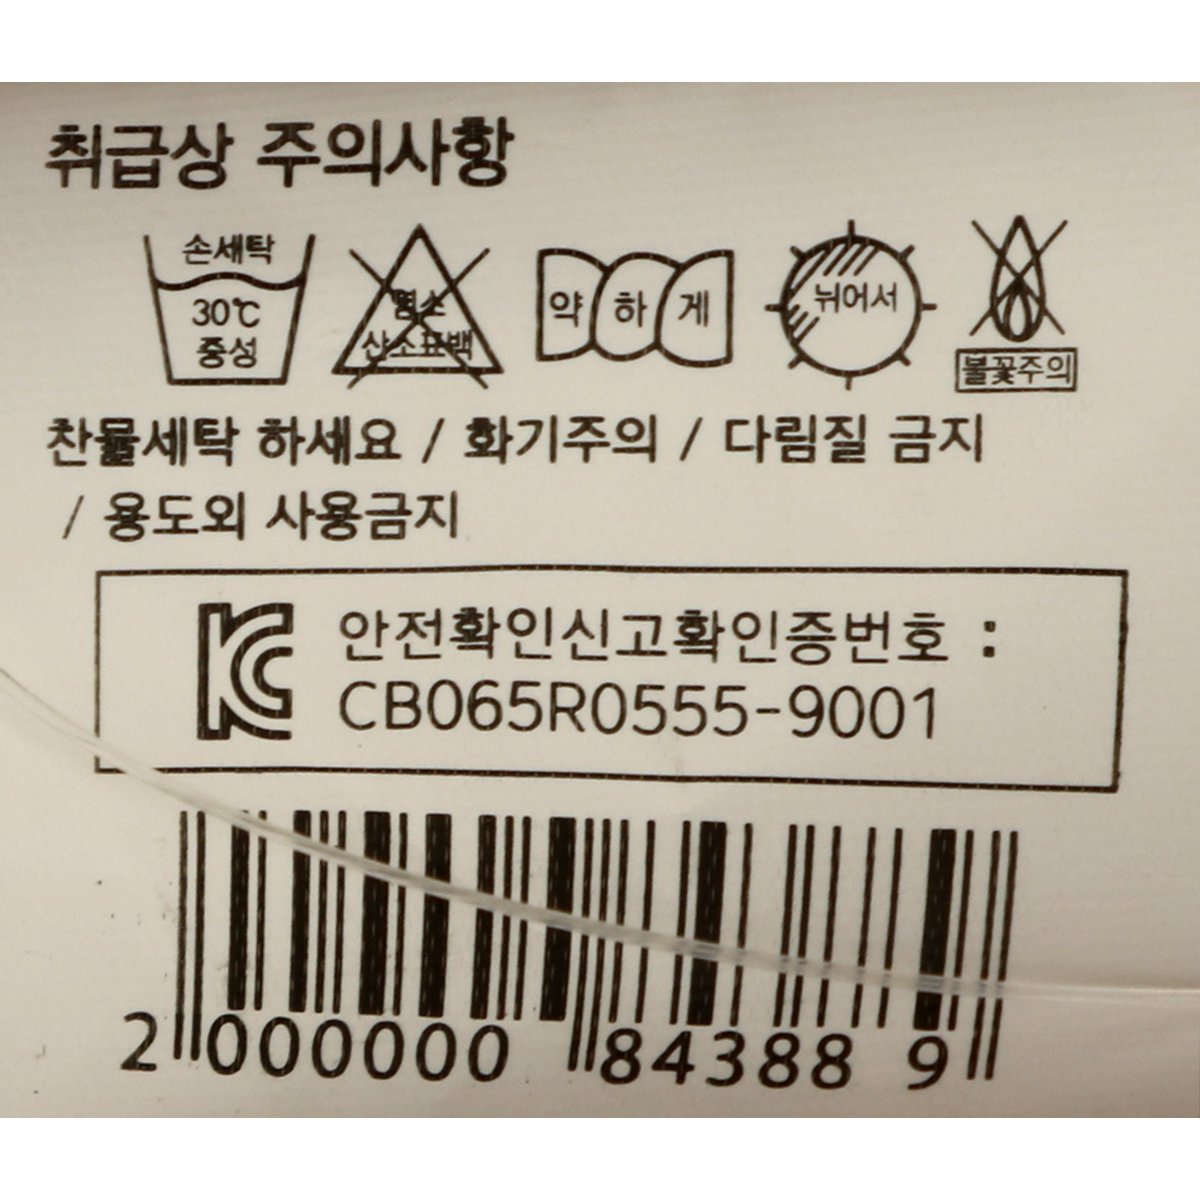 취급상 주의사항
손세탁
30℃
중성
염소
산소표백
약하게
뉘어서
불꽃주의
찬물세탁 하세요 / 화기주의 / 다림질 금지
/ 용도외 사용금지
안전확인신고확인증번호 :
CB065R0555-9001
2 000000 84388 9